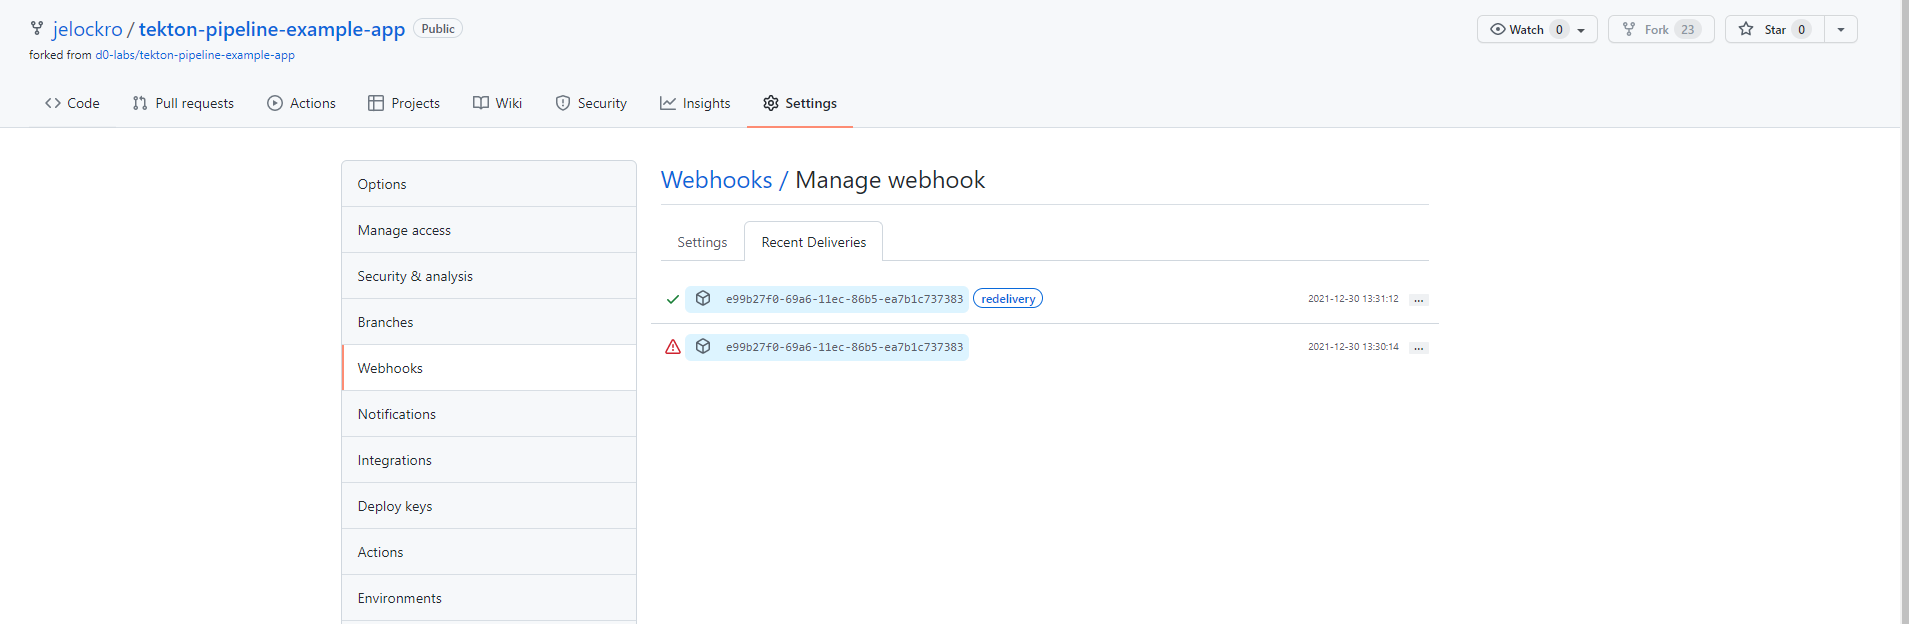 jelockro / tekton-pipeline-example-app Public Watch 0 Fork 23 Star 0
forked from d0-labs/tekton-pipeline-example-app
Code Pull requests Actions Projects Wiki Security Insights Settings
Options
Manage access
Security & analysis
Branches
Webhooks
Notifications
Integrations
Deploy keys
Actions
Environments
Webhooks / Manage webhook
Settings Recent Deliveries
e99b27f0-69a6-11ec-86b5-ea7b1c737383 redelivery 2021-12-30 13:31:12 ...
e99b27f0-69a6-11ec-86b5-ea7b1c737383 2021-12-30 13:30:14 ...